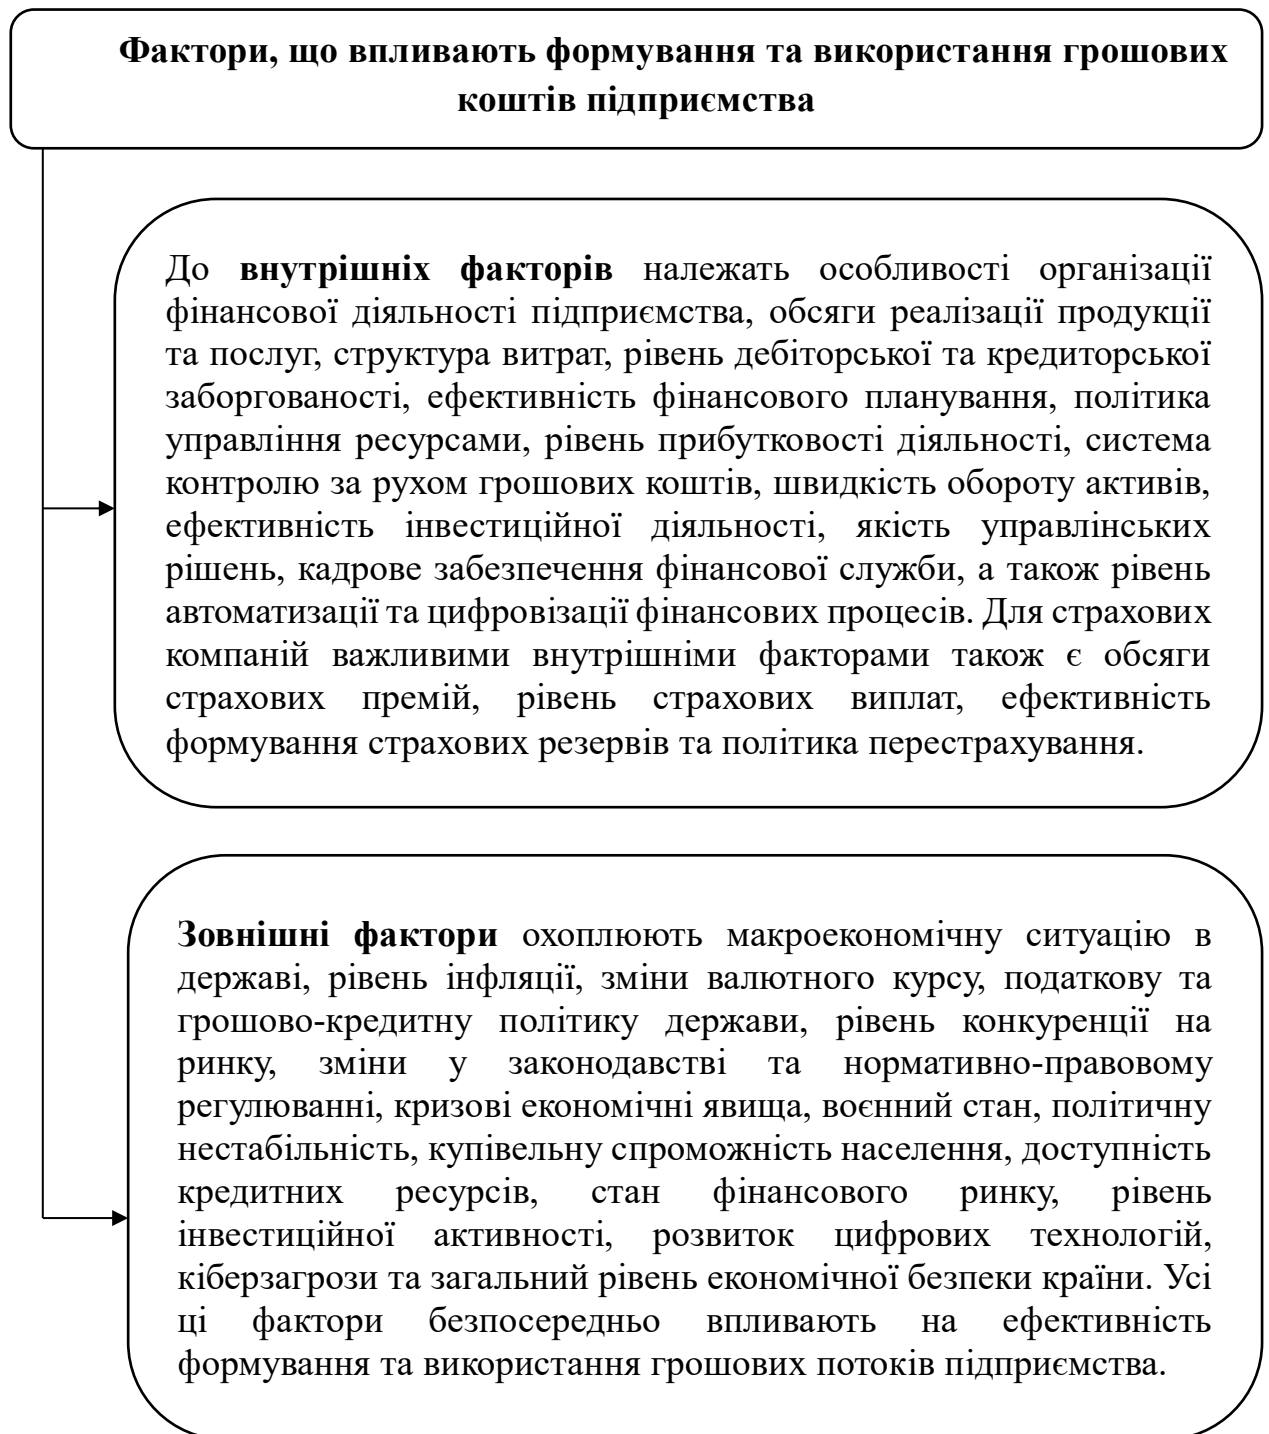 Фактори, що впливають формування та використання грошових
коштів підприємства
До внутрішніх факторів належать особливості організації
фінансової діяльності підприємства, обсяги реалізації продукції
та послуг, структура витрат, рівень дебіторської та кредиторської
заборгованості, ефективність фінансового планування, політика
управління ресурсами, рівень прибутковості діяльності, система
контролю за рухом грошових коштів, швидкість обороту активів,
ефективність інвестиційної діяльності, якість управлінських
рішень, кадрове забезпечення фінансової служби, а також рівень
автоматизації та цифровізації фінансових процесів. Для страхових
компаній важливими внутрішніми факторами також є обсяги
страхових премій, рівень страхових виплат, ефективність
формування страхових резервів та політика перестрахування.
Зовнішні фактори охоплюють макроекономічну ситуацію в
державі, рівень інфляції, зміни валютного курсу, податкову та
грошово-кредитну політику держави, рівень конкуренції на
ринку, зміни у законодавстві та нормативно-правовому
регулюванні, кризові економічні явища, воєнний стан, політичну
нестабільність, купівельну спроможність населення, доступність
кредитних ресурсів, стан фінансового ринку, рівень
інвестиційної активності, розвиток цифрових технологій,
кіберзагрози та загальний рівень економічної безпеки країни. Усі
ці фактори безпосередньо впливають на ефективність
формування та використання грошових потоків підприємства.